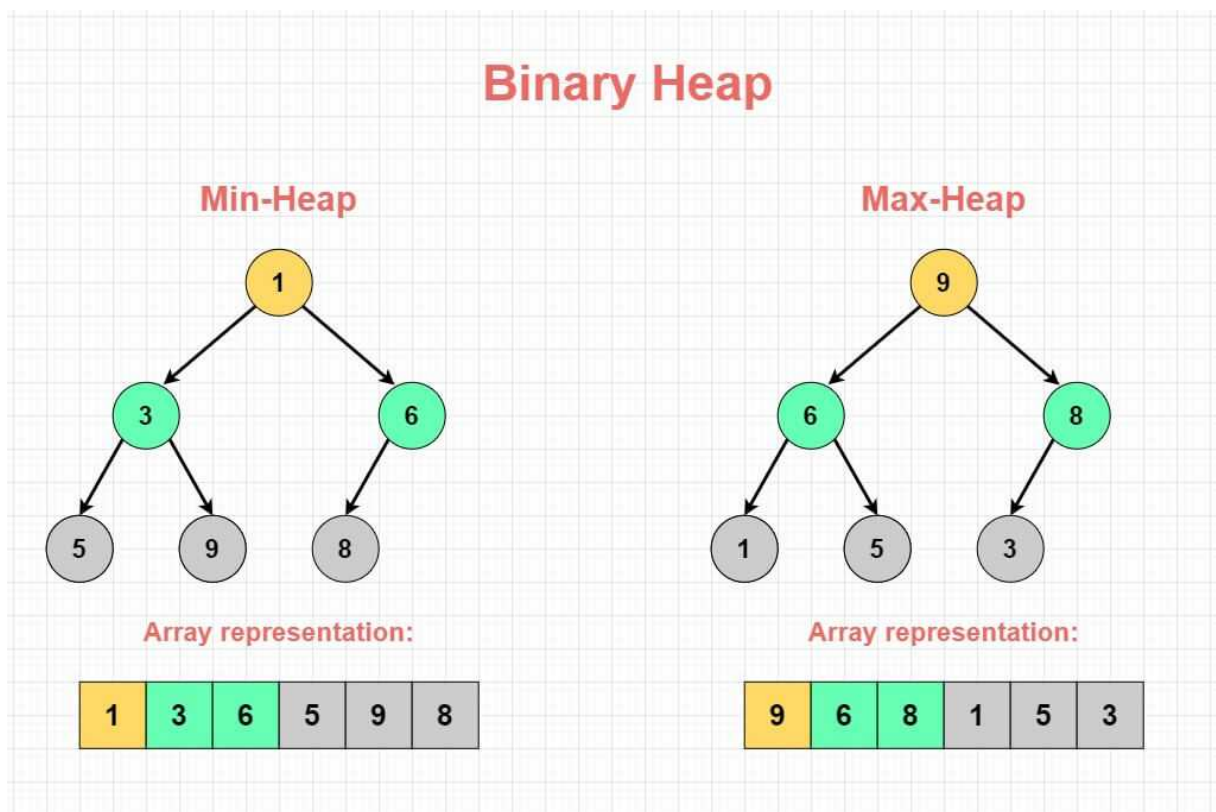 Binary Heap
Min-Heap
1
3 6
5 9 8
Array representation:
1 3 6 5 9 8
Max-Heap
9
6 8
1 5 3
Array representation:
9 6 8 1 5 3